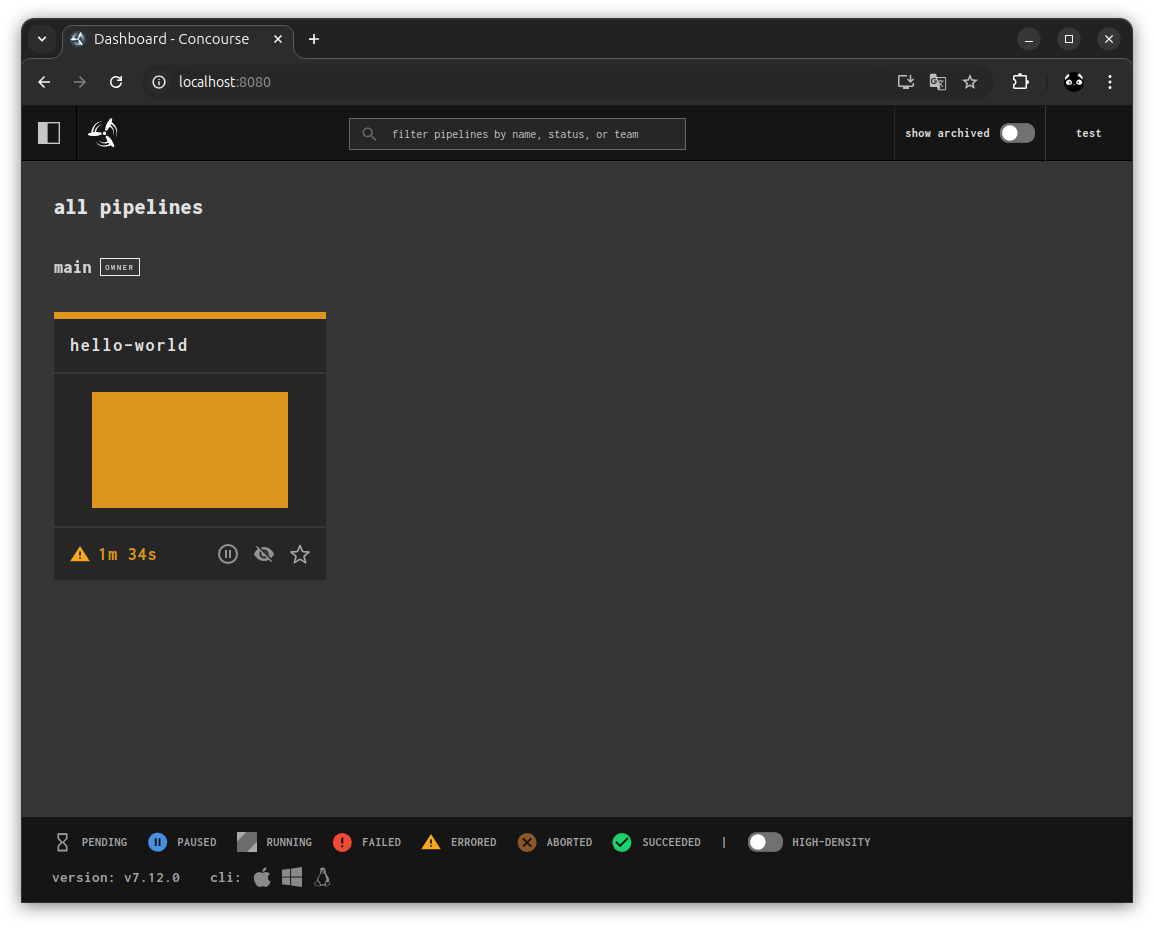 Dashboard - Concourse
localhost:8080
filter pipelines by name, status, or team
show archived
test
all pipelines
main OWNER
hello-world
1m 34s
PENDING PAUSED RUNNING FAILED ERRORED ABORTED SUCCEEDED | HIGH-DENSITY
version: v7.12.0 cli: